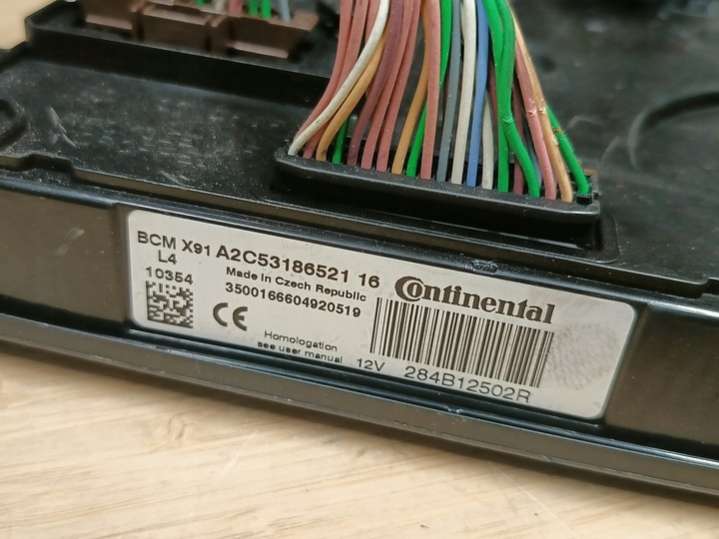 BCM X91 A2C53186521 16
L4
10354
Made in Czech Republic
3500166604920519
Continental
CE
Homologation
see user manual
12V
284B12502R